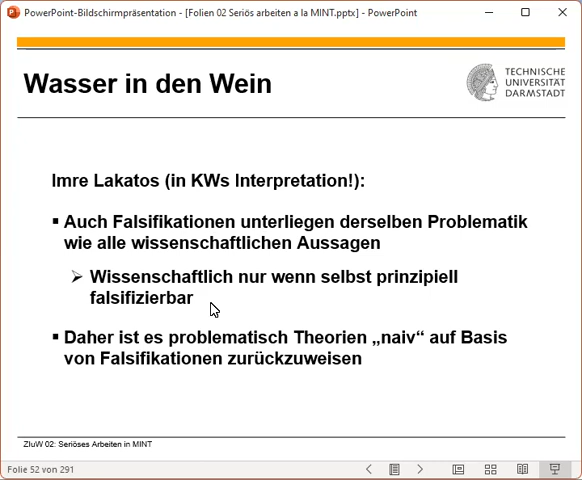 PowerPoint-Bildschirmpräsentation - [Folien 02 Seriös arbeiten a la MINT.pptx] - PowerPoint
Wasser in den Wein
TECHNISCHE
UNIVERSITÄT
DARMSTADT
Imre Lakatos (in KWs Interpretation!):
▪ Auch Falsifikationen unterliegen derselben Problematik
wie alle wissenschaftlichen Aussagen
➢ Wissenschaftlich nur wenn selbst prinzipiell
falsifizierbar
▪ Daher ist es problematisch Theorien „naiv“ auf Basis
von Falsifikationen zurückzuweisen
ZIuW 02: Seriöses Arbeiten in MINT
Folie 52 von 291